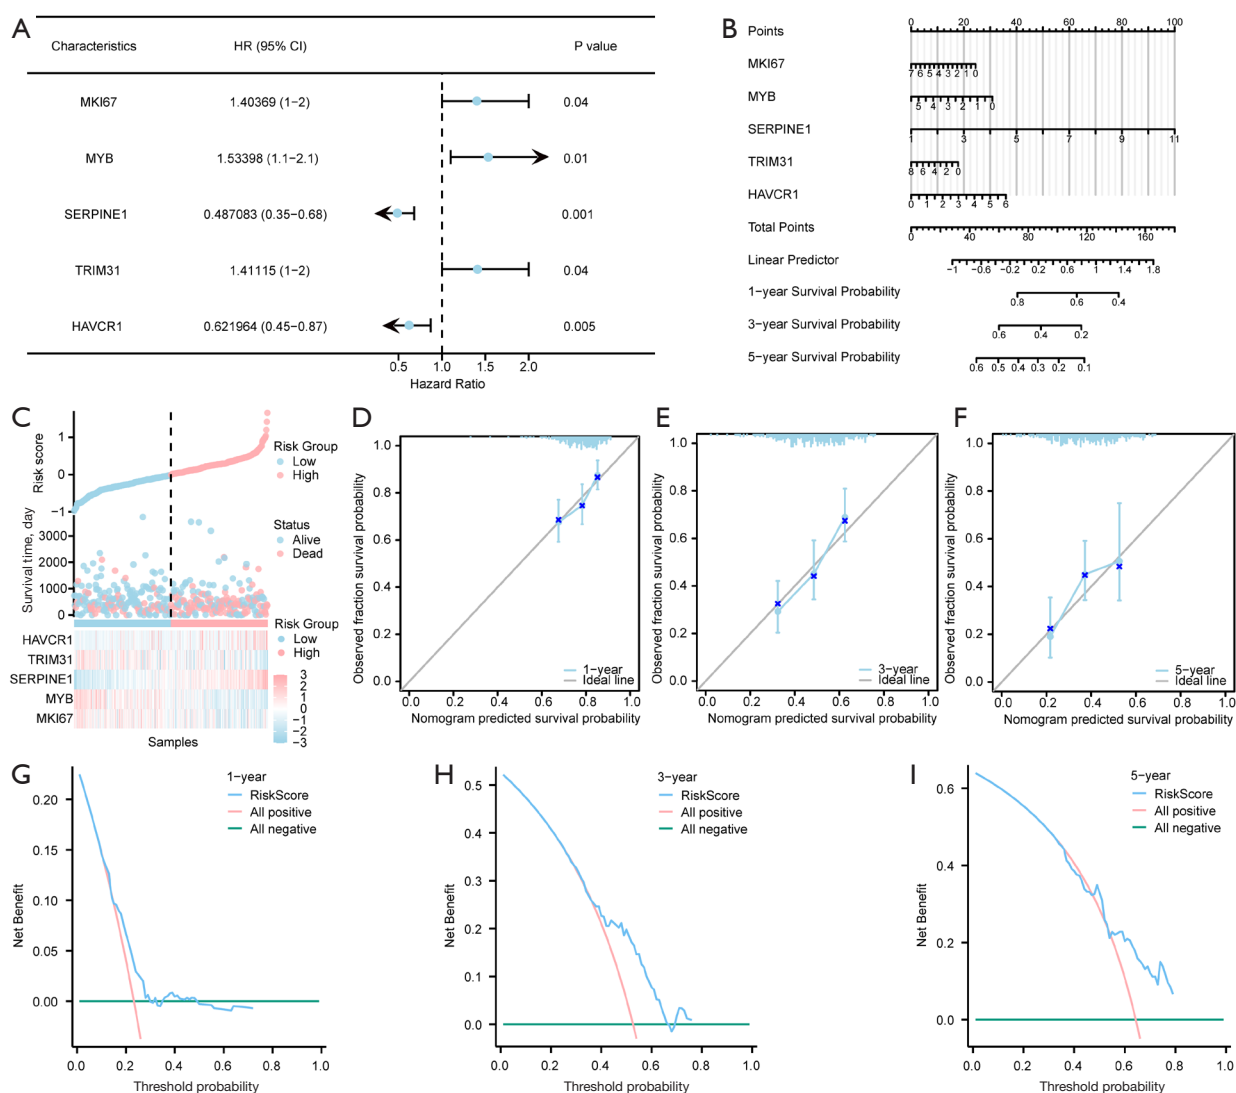 A
Characteristics HR (95% CI) P value
MKI67 1.40369 (1−2) 0.04
MYB 1.53398 (1.1−2.1) 0.01
SERPINE1 0.487083 (0.35−0.68) 0.001
TRIM31 1.41115 (1−2) 0.04
HAVCR1 0.621964 (0.45−0.87) 0.005
0.5 1.0 1.5 2.0
Hazard Ratio
B
0 20 40 60 80 100
Points
MKI67
7 6 5 4 3 2 1 0
MYB
5 4 3 2 1 0
SERPINE1
1 3 5 7 9 11
TRIM31
8 6 4 2 0
HAVCR1
0 1 2 3 4 5 6
Total Points
0 40 80 120 160
Linear Predictor
−1 −0.6 −0.2 0.2 0.6 1 1.4 1.8
1−year Survival Probability
0.8 0.6 0.4
3−year Survival Probability
0.6 0.4 0.2
5−year Survival Probability
0.6 0.5 0.4 0.3 0.2 0.1
C
Risk score
1
0
−1
Risk Group
Low
High
Survival time, day
3000
2000
1000
0
Status
Alive
Dead
Risk Group
Low
High
HAVCR1
TRIM31
SERPINE1
MYB
MKI67
3
2
1
0
−1
−2
−3
Samples
D
Observed fraction survival probability
1.0
0.8
0.6
0.4
0.2
0.0
1−year
Ideal line
0.0 0.2 0.4 0.6 0.8 1.0
Nomogram predicted survival probability
E
Observed fraction survival probability
1.0
0.8
0.6
0.4
0.2
0.0
3−year
Ideal line
0.0 0.2 0.4 0.6 0.8 1.0
Nomogram predicted survival probability
F
Observed fraction survival probability
1.0
0.8
0.6
0.4
0.2
0.0
5−year
Ideal line
0.0 0.2 0.4 0.6 0.8 1.0
Nomogram predicted survival probability
G
1−year
RiskScore
All positive
All negative
Net Benefit
0.20
0.15
0.10
0.05
0.00
0.0 0.2 0.4 0.6 0.8 1.0
Threshold probability
H
3−year
RiskScore
All positive
All negative
Net Benefit
0.5
0.4
0.3
0.2
0.1
0.0
0.0 0.2 0.4 0.6 0.8 1.0
Threshold probability
I
5−year
RiskScore
All positive
All negative
Net Benefit
0.6
0.4
0.2
0.0
0.0 0.2 0.4 0.6 0.8 1.0
Threshold probability